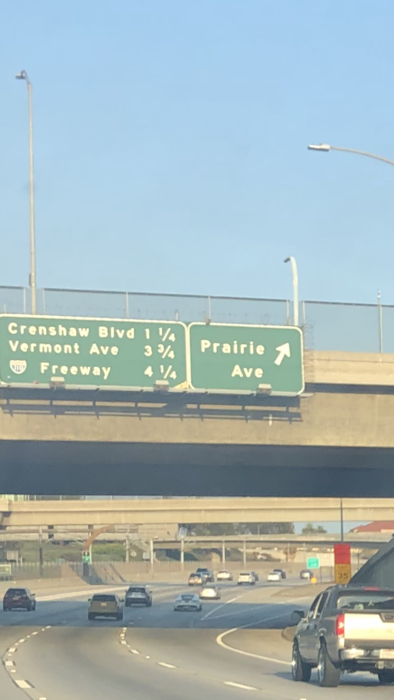 Crenshaw Blvd 1 1/4
Vermont Ave 3 3/4
Freeway 4 1/4
Prairie
Ave